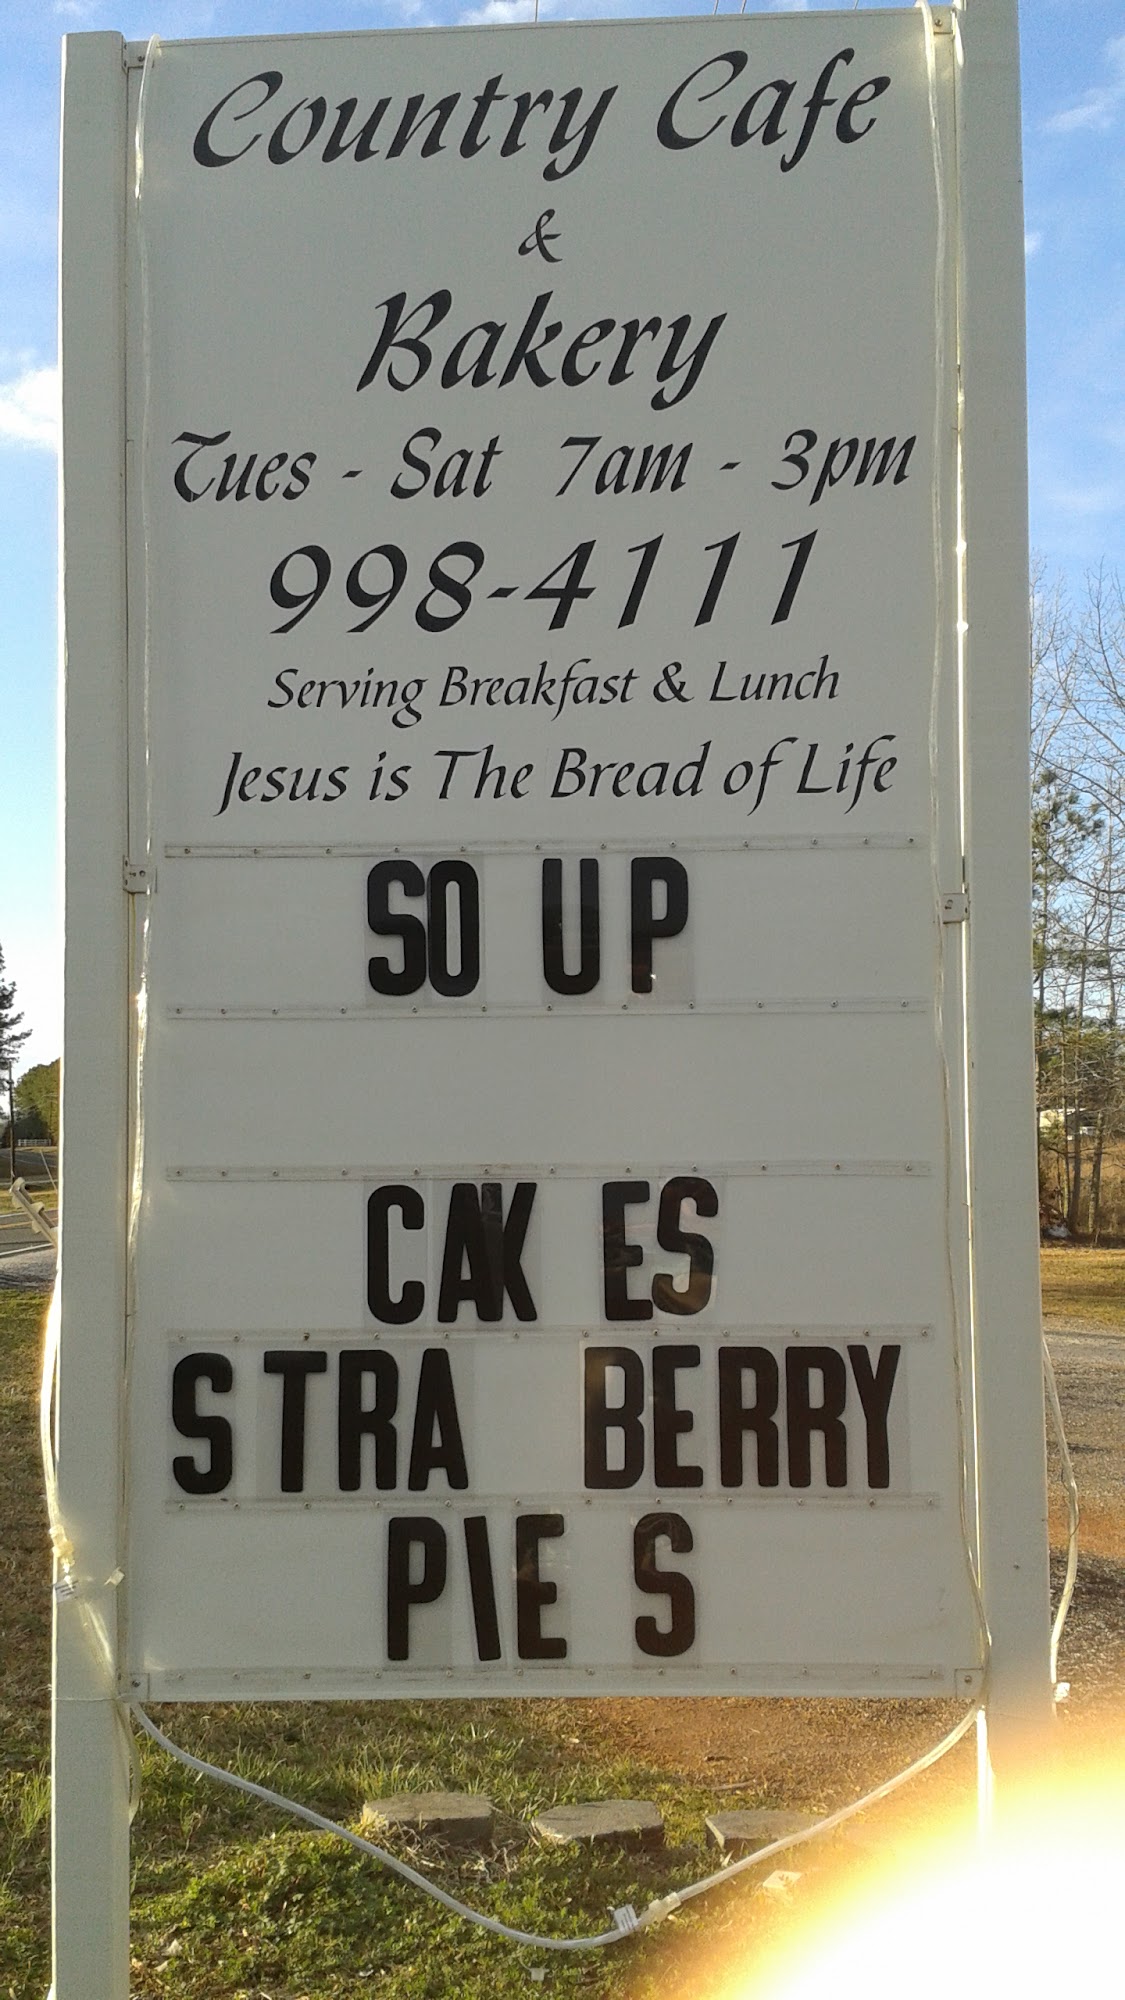 Country Cafe
&
Bakery
Tues - Sat 7am - 3pm
998-4111
Serving Breakfast & Lunch
Jesus is The Bread of Life
SO UP
CAK ES
STRA BERRY
PIE S